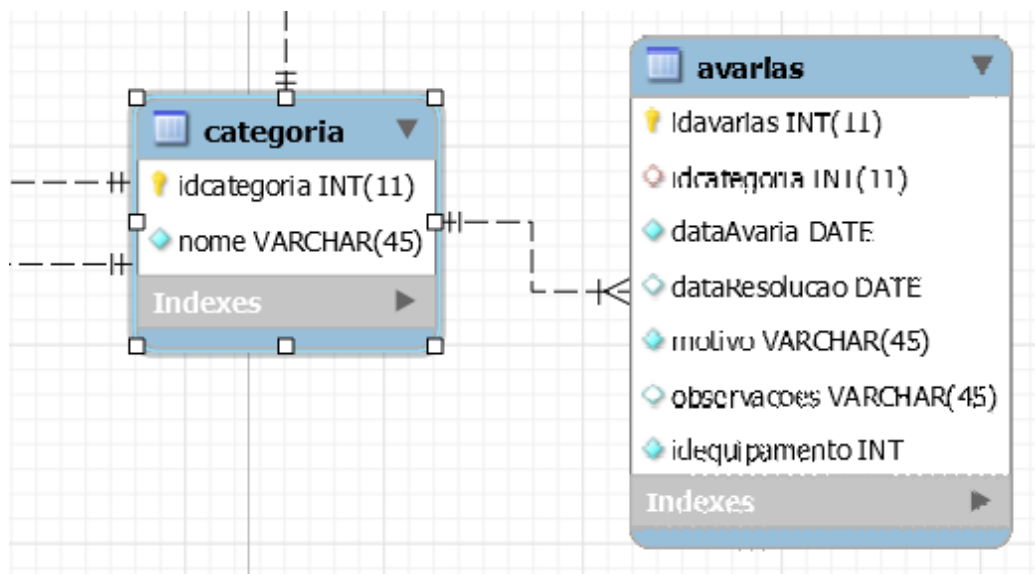 categoria
idcategoria INT(11)
nome VARCHAR(45)
Indexes
avarias
idavarias INT(11)
idcategoria INT(11)
dataAvaria DATE
dataResolucao DATE
motivo VARCHAR(45)
observacoes VARCHAR(45)
idequipamento INT
Indexes